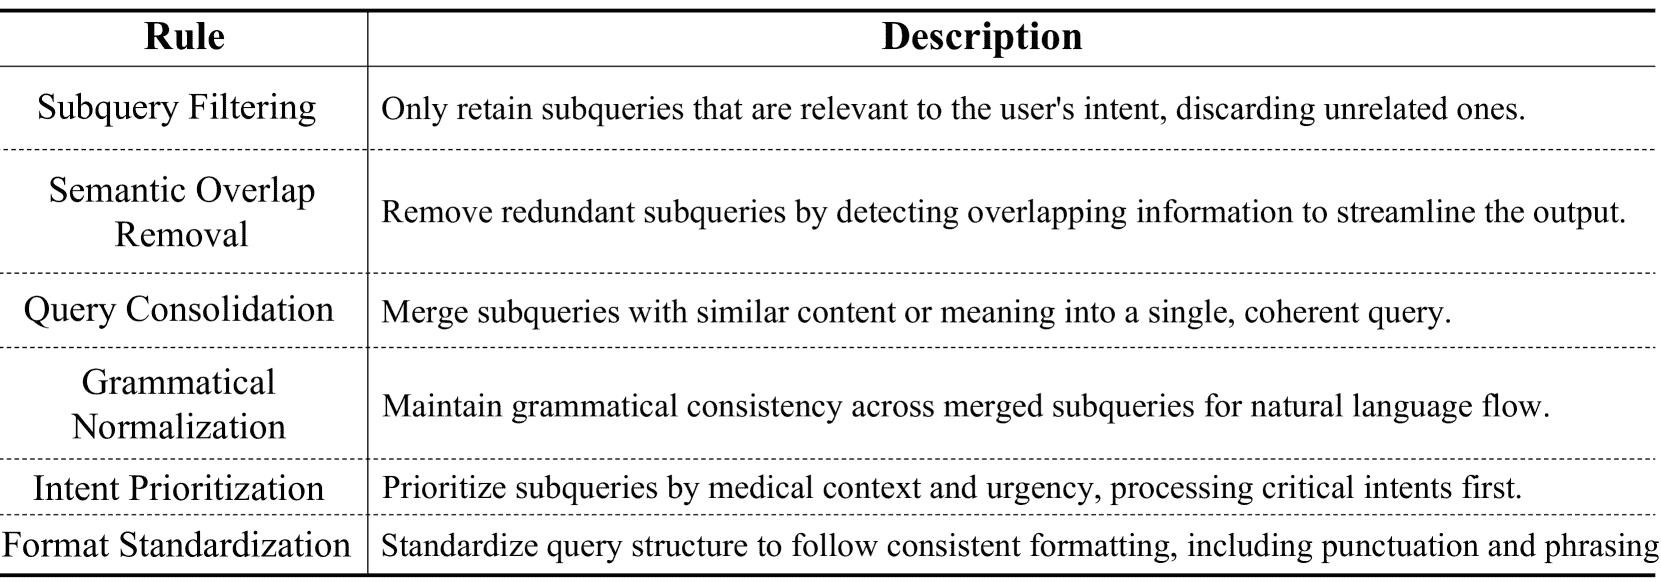 Rule Description
Subquery Filtering Only retain subqueries that are relevant to the user's intent, discarding unrelated ones.
Semantic Overlap
Removal
Remove redundant subqueries by detecting overlapping information to streamline the output.
Query Consolidation Merge subqueries with similar content or meaning into a single, coherent query.
Grammatical
Normalization
Maintain grammatical consistency across merged subqueries for natural language flow.
Intent Prioritization Prioritize subqueries by medical context and urgency, processing critical intents first.
Format Standardization Standardize query structure to follow consistent formatting, including punctuation and phrasing